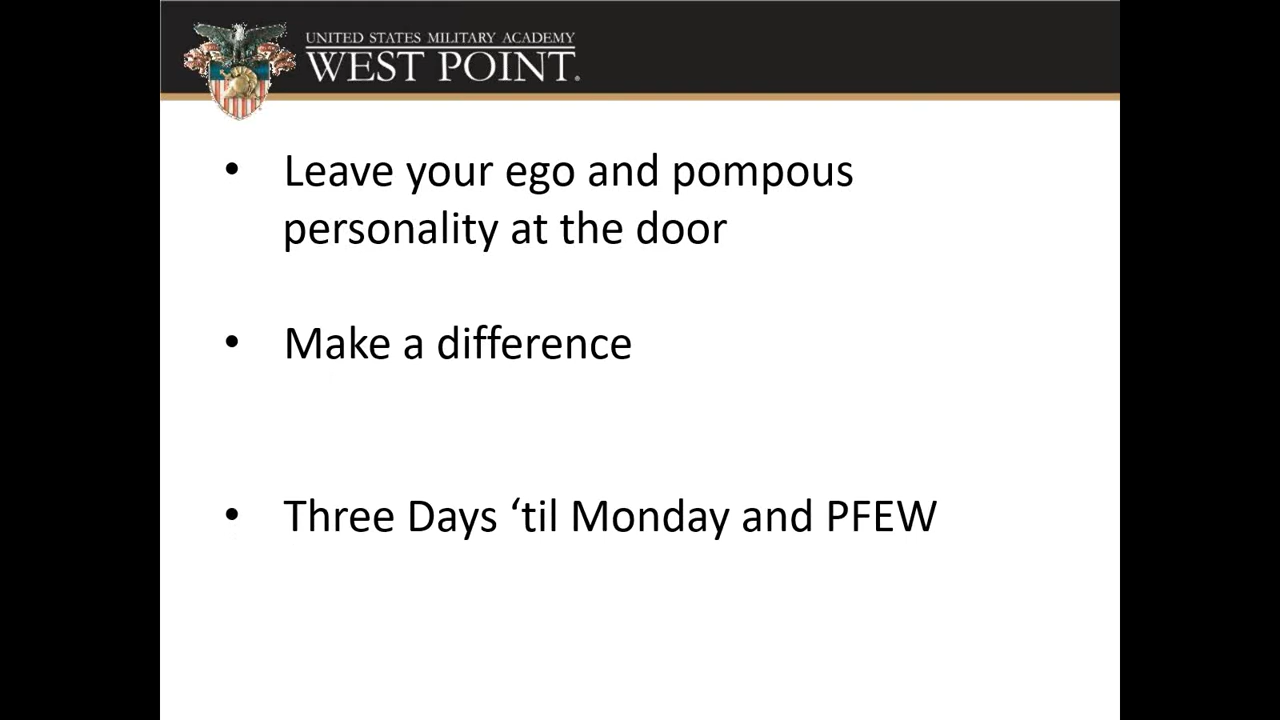 UNITED STATES MILITARY ACADEMY
WEST POINT®
• Leave your ego and pompous
personality at the door
• Make a difference
• Three Days ‘til Monday and PFEW